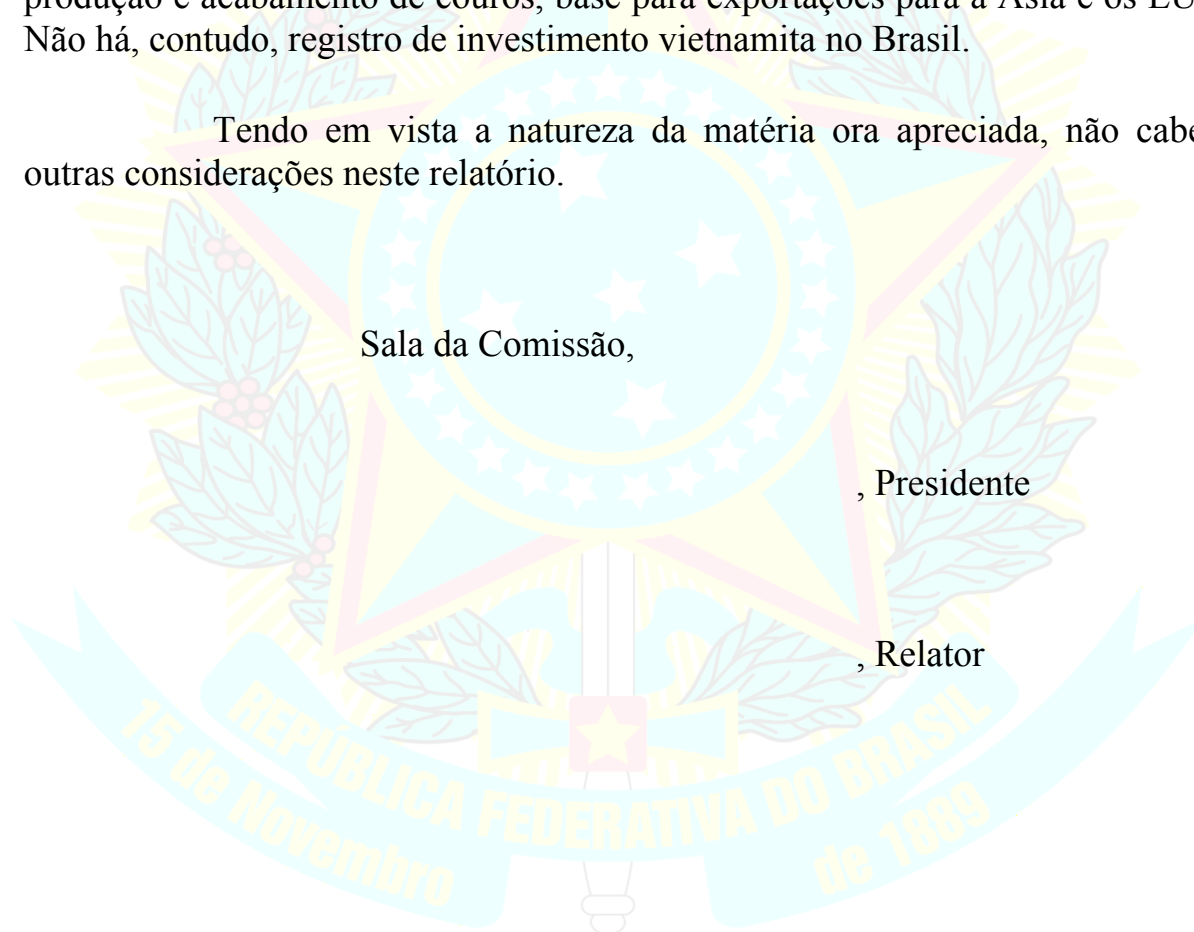 produção e acabamento de couros, base para exportações para a Ásia e os EU
Não há, contudo, registro de investimento vietnamita no Brasil.
Tendo em vista a natureza da matéria ora apreciada, não cabe
outras considerações neste relatório.
Sala da Comissão,
, Presidente
, Relator
REPÚBLICA FEDERATIVA DO BRASIL
15 de Novembro
de 1889